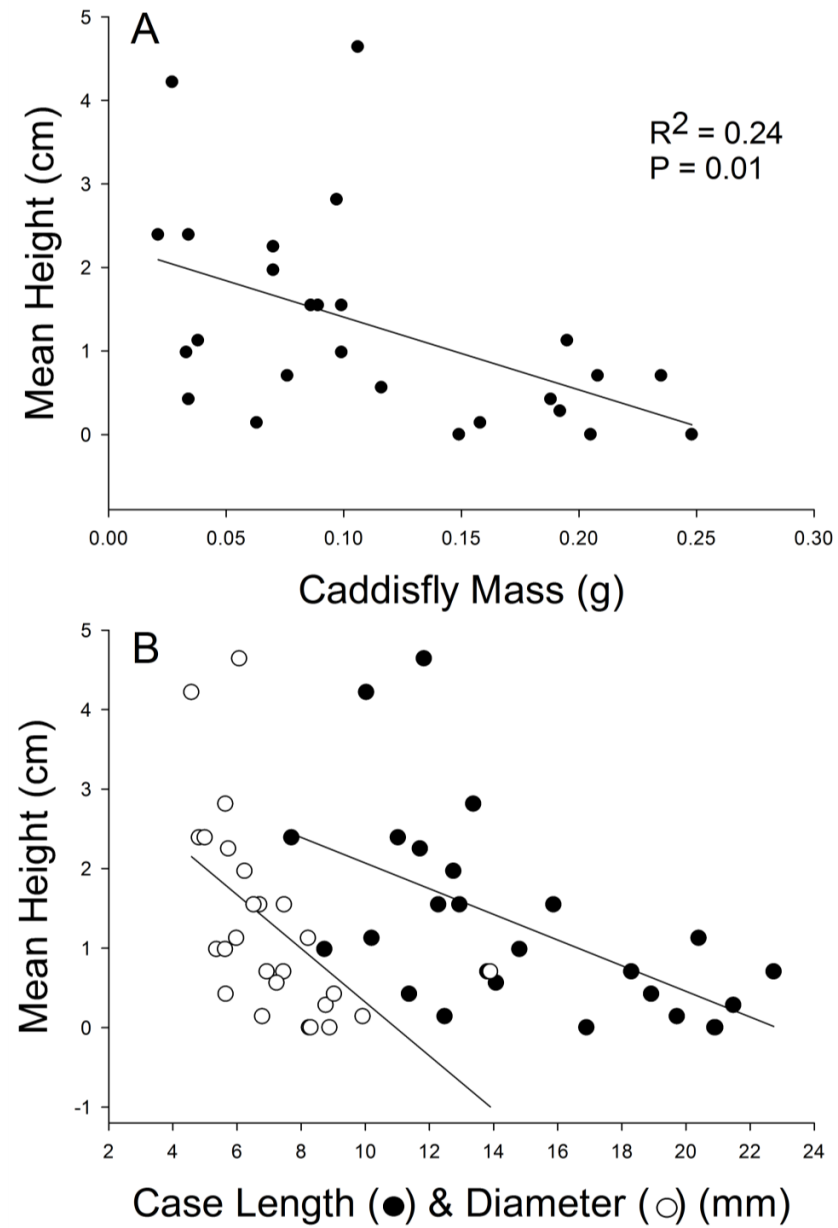 A
5
4
3
2
1
0
Mean Height (cm)
R² = 0.24
P = 0.01
0.00 0.05 0.10 0.15 0.20 0.25 0.30
Caddisfly Mass (g)
B
5
4
3
2
1
0
-1
Mean Height (cm)
2 4 6 8 10 12 14 16 18 20 22 24
Case Length (●) & Diameter (○) (mm)